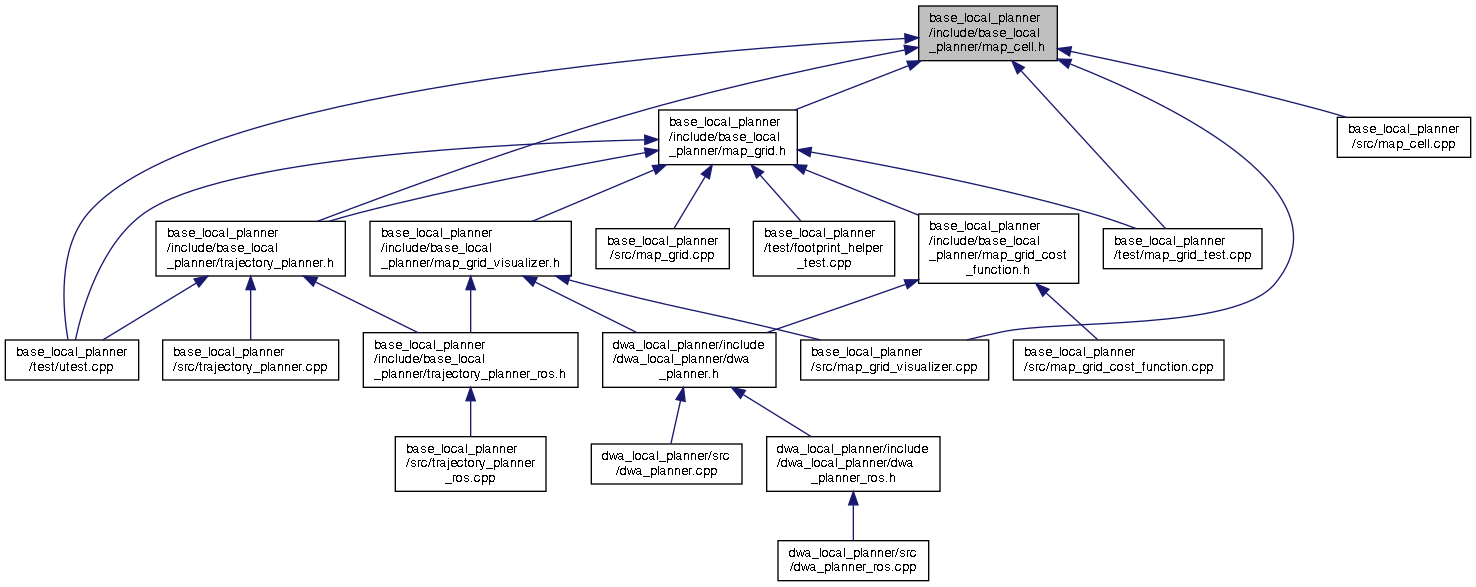 base_local_planner
/include/base_local
_planner/map_cell.h
base_local_planner
/include/base_local
_planner/map_grid.h
base_local_planner
/src/map_cell.cpp
base_local_planner
/include/base_local
_planner/trajectory_planner.h
base_local_planner
/include/base_local
_planner/map_grid_visualizer.h
base_local_planner
/src/map_grid.cpp
base_local_planner
/test/footprint_helper
_test.cpp
base_local_planner
/include/base_local
_planner/map_grid_cost
_function.h
base_local_planner
/test/map_grid_test.cpp
base_local_planner
/test/utest.cpp
base_local_planner
/src/trajectory_planner.cpp
base_local_planner
/include/base_local
_planner/trajectory_planner_ros.h
dwa_local_planner/include
/dwa_local_planner/dwa
_planner.h
base_local_planner
/src/map_grid_visualizer.cpp
base_local_planner
/src/map_grid_cost_function.cpp
base_local_planner
/src/trajectory_planner
_ros.cpp
dwa_local_planner/src
/dwa_planner.cpp
dwa_local_planner/include
/dwa_local_planner/dwa
_planner_ros.h
dwa_local_planner/src
/dwa_planner_ros.cpp